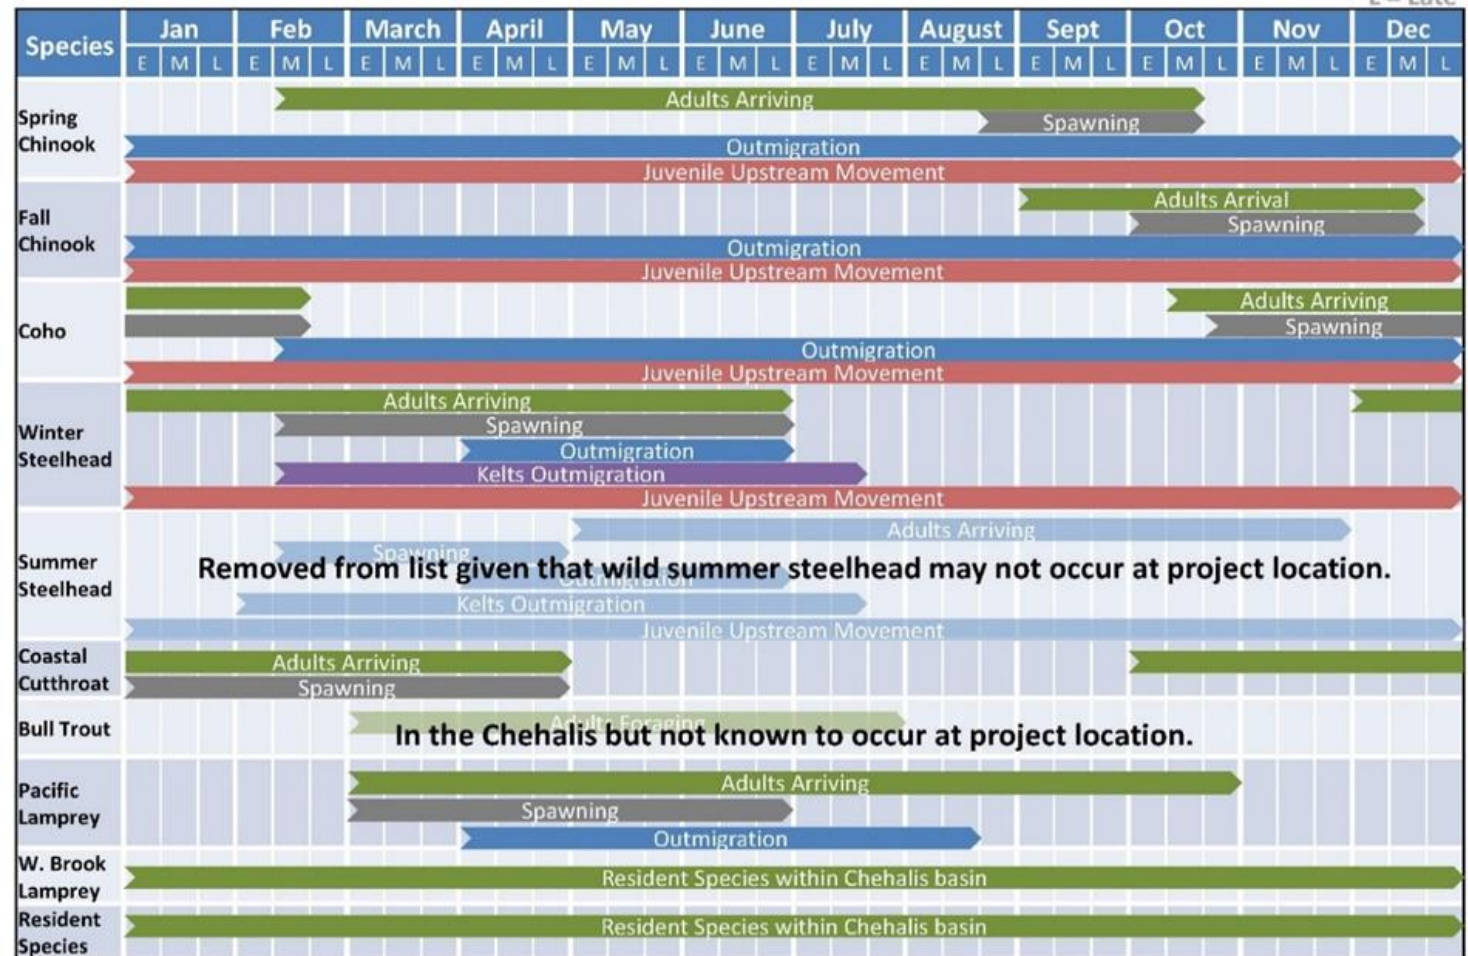 L = Late
Species Jan Feb March April May June July August Sept Oct Nov Dec
E M L E M L E M L E M L E M L E M L E M L E M L E M L E M L E M L E M L
Spring
Chinook
Adults Arriving
Spawning
Outmigration
Juvenile Upstream Movement
Fall
Chinook
Adults Arrival
Spawning
Outmigration
Juvenile Upstream Movement
Coho
Adults Arriving
Spawning
Outmigration
Juvenile Upstream Movement
Winter
Steelhead
Adults Arriving
Spawning
Outmigration
Kelts Outmigration
Juvenile Upstream Movement
Summer
Steelhead
Adults Arriving
Spawning
Removed from list given that wild summer steelhead may not occur at project location.
Outmigration
Kelts Outmigration
Juvenile Upstream Movement
Coastal
Cutthroat
Adults Arriving
Spawning
Bull Trout
Adults Foraging
In the Chehalis but not known to occur at project location.
Pacific
Lamprey
Adults Arriving
Spawning
Outmigration
W. Brook
Lamprey
Resident Species within Chehalis basin
Resident
Species
Resident Species within Chehalis basin